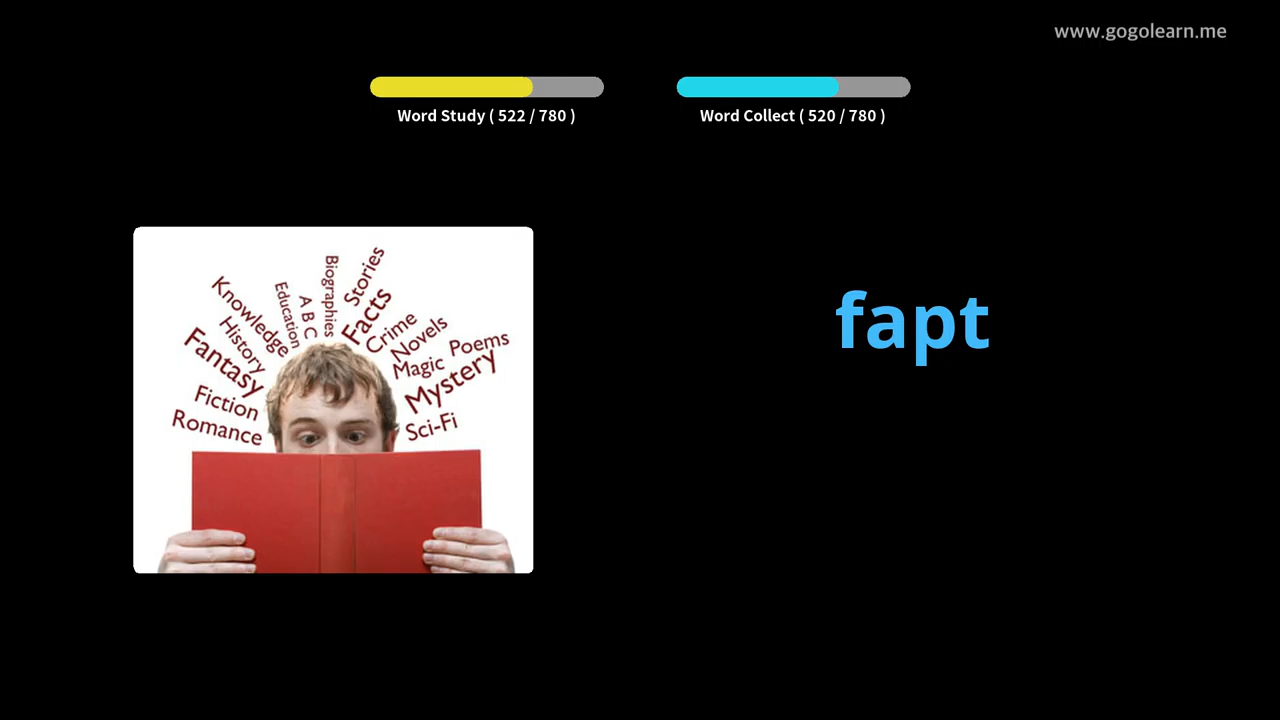 www.gogolearn.me
Word Study ( 522 / 780 )
Word Collect ( 520 / 780 )
fapt
Biographies
Stories
Education
A B C
Facts
Knowledge
Crime
History
Novels
Poems
Fantasy
Magic
Mystery
Fiction
Romance
Sci-Fi